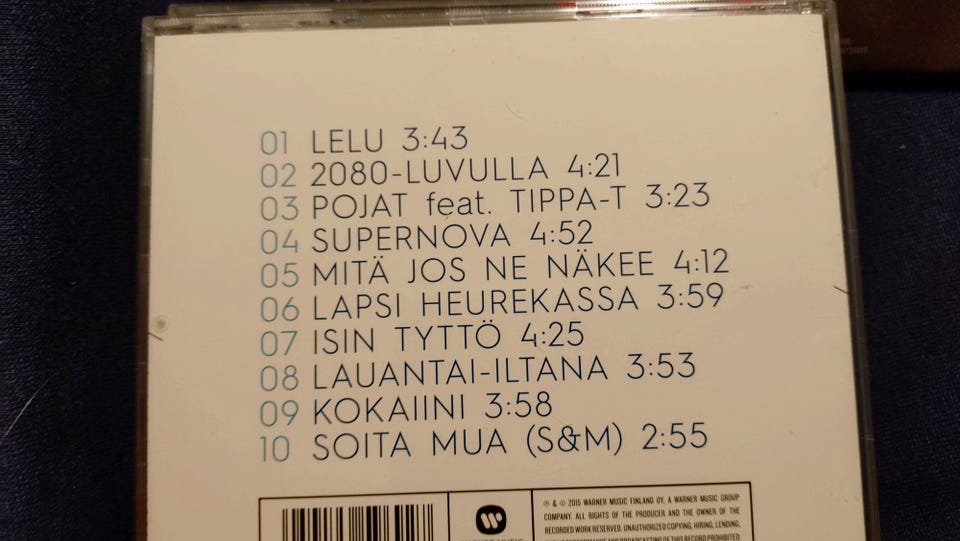 01 LELU 3:43
02 2080-LUVULLA 4:21
03 POJAT feat. TIPPA-T 3:23
04 SUPERNOVA 4:52
05 MITÄ JOS NE NÄKEE 4:12
06 LAPSI HEUREKASSA 3:59
07 ISIN TYTTÖ 4:25
08 LAUANTAI-ILTANA 3:53
09 KOKAIINI 3:58
10 SOITA MUA (S&M) 2:55
℗ & © 2015 WARNER MUSIC FINLAND OY, A WARNER MUSIC GROUP
COMPANY. ALL RIGHTS OF THE PRODUCER AND THE OWNER OF THE
RECORDED WORK RESERVED. UNAUTHORIZED COPYING, HIRING, LENDING,